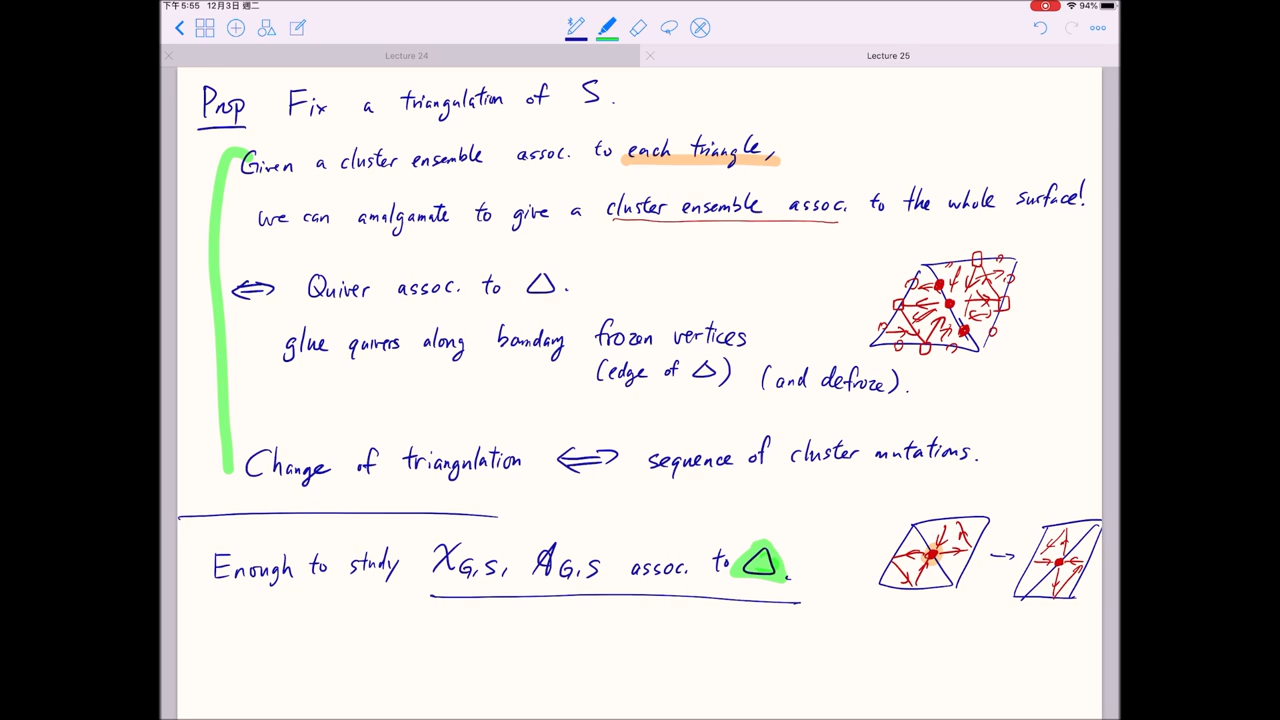 下午5:55 12月3日 週二
94%
Lecture 24
Lecture 25
Prop Fix a triangulation of S.
Given a cluster ensemble assoc. to each triangle,
we can amalgamate to give a cluster ensemble assoc. to the whole surface!
⇔ Quiver assoc. to △.
glue quivers along boundary frozen vertices
(edge of △) (and defroze).
Change of triangulation ⇔ sequence of cluster mutations.
Enough to study 𝒳G,S, 𝒜G,S assoc. to △.